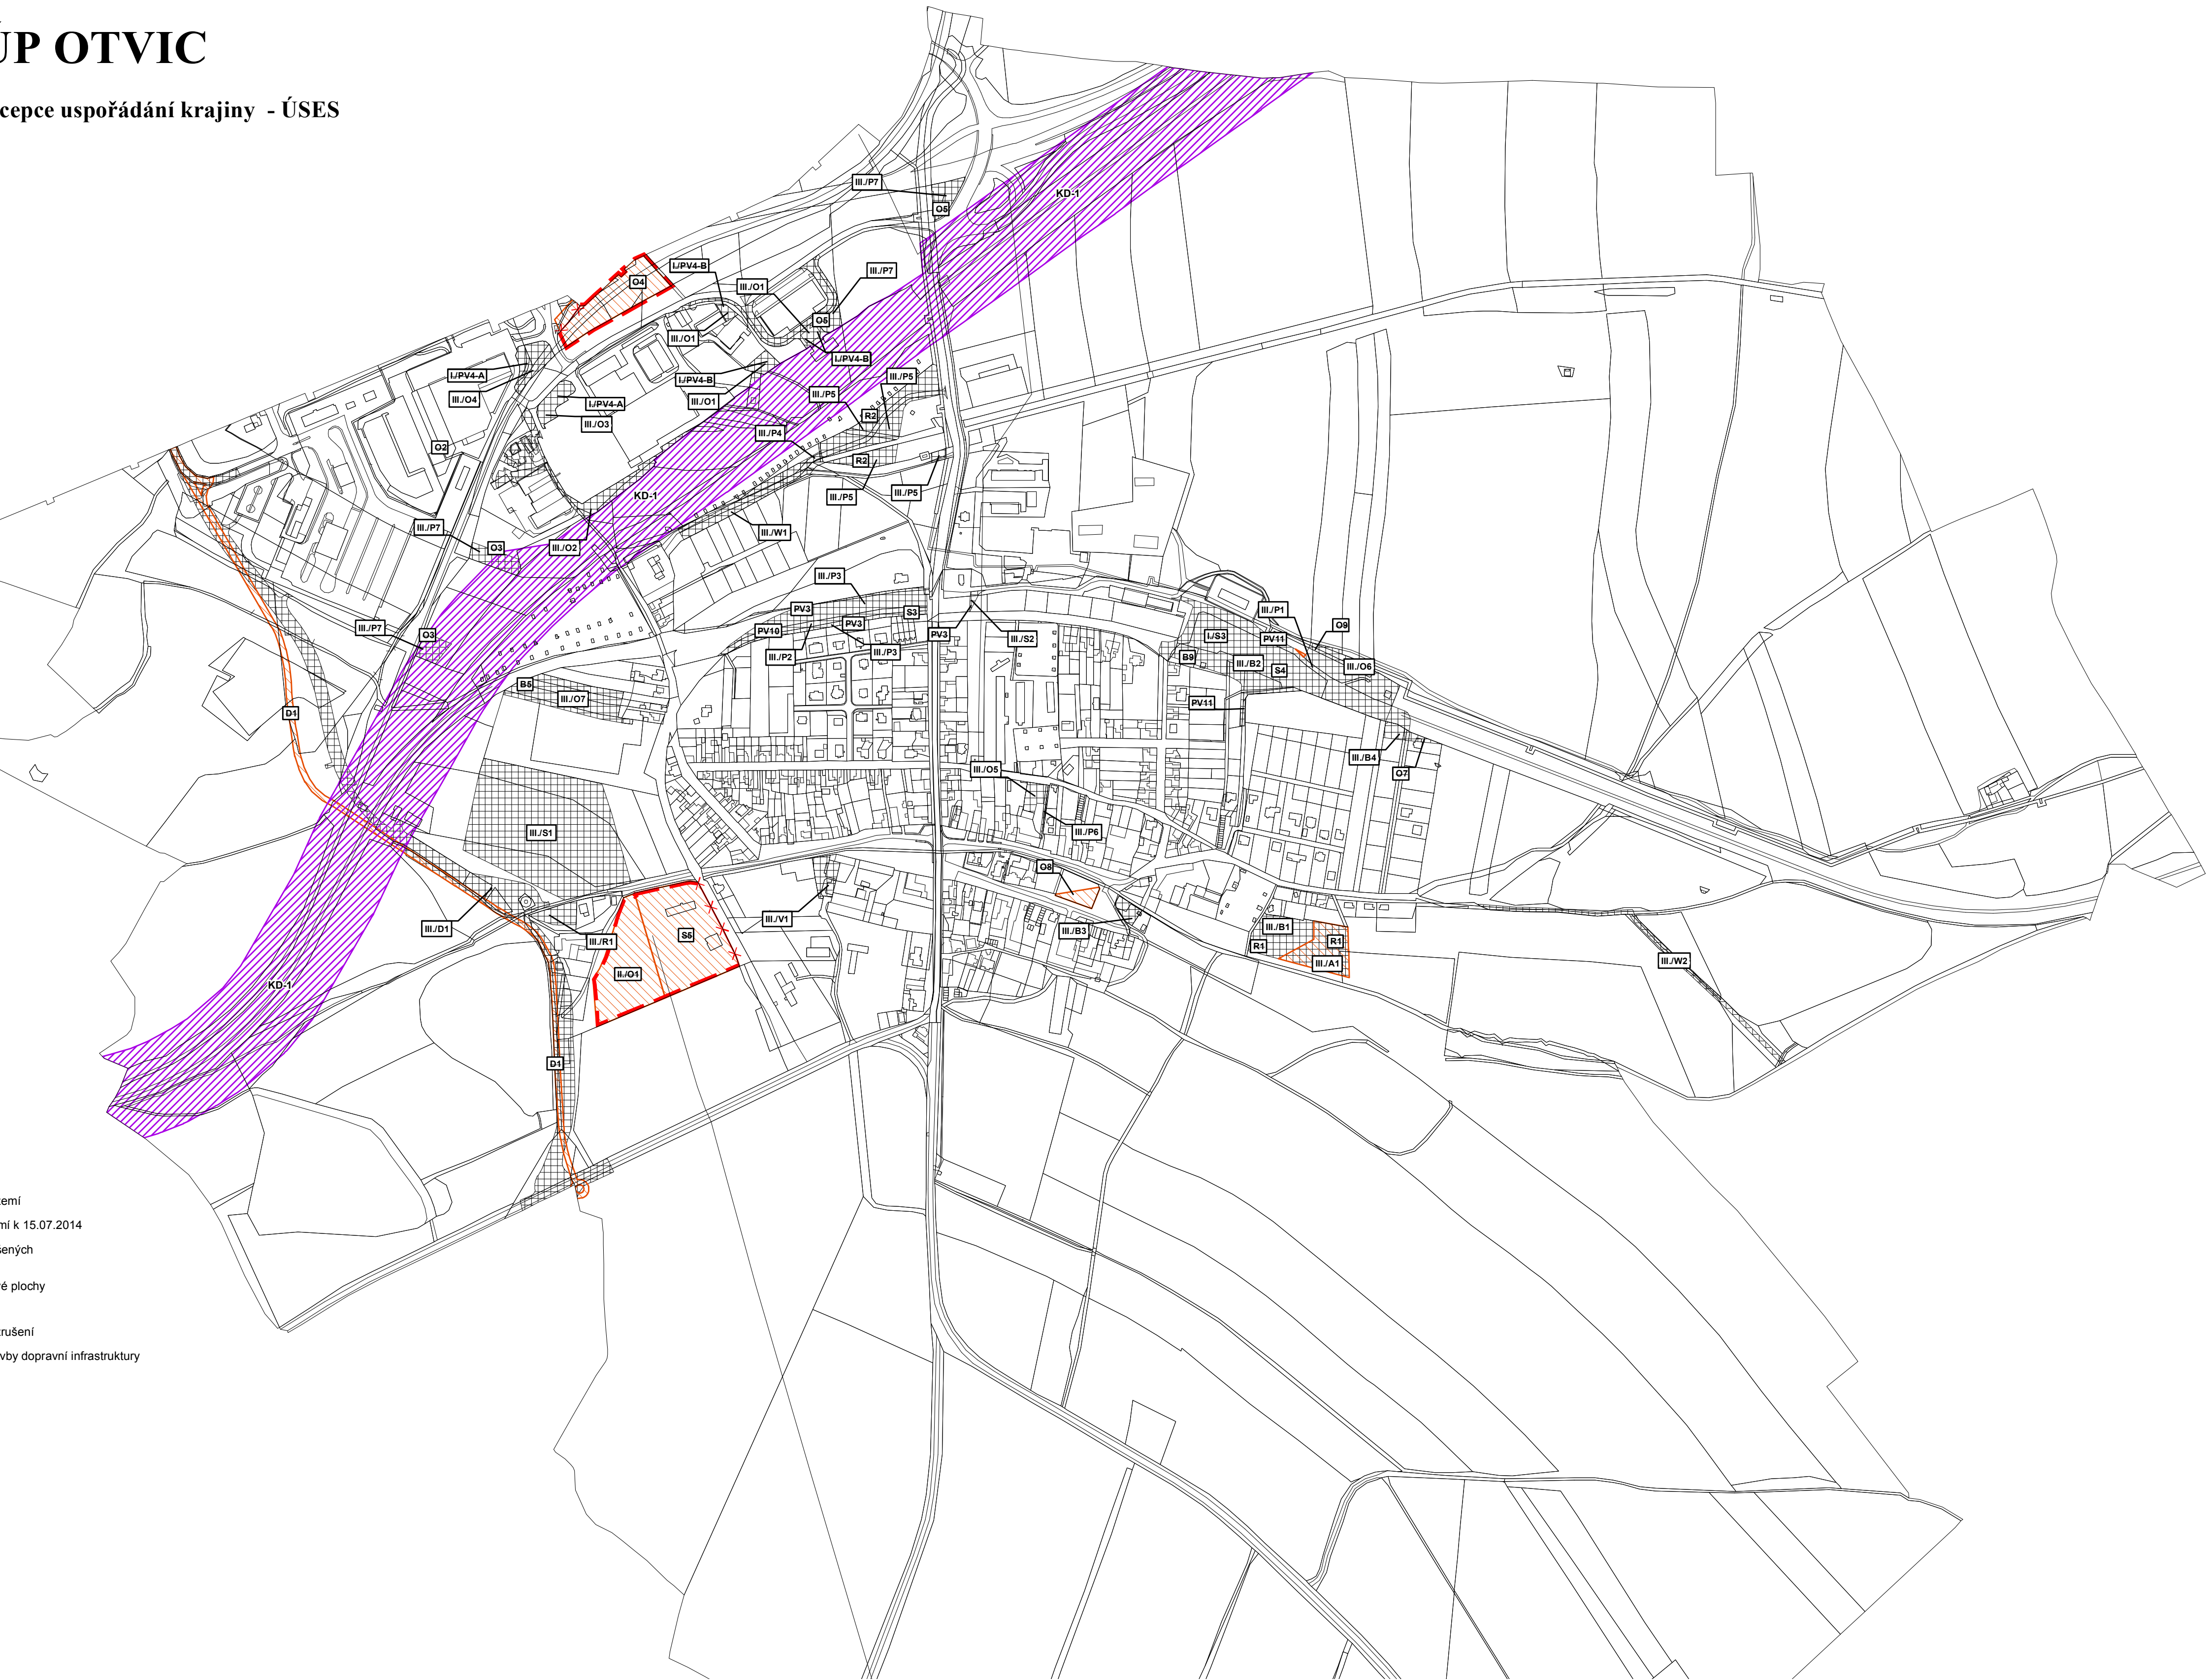 ÚP OTVIC
cepce uspořádání krajiny - ÚSES
III./P7
O5
KD-1
I./PV4-B
III./O1
III./P7
O4
O5
III./O1
I./PV4-B
I./PV4-A
III./O4
I./PV4-B
III./O1
III./P5
III./P5
I./PV4-A
III./O3
R2
III./P4
O2
R2
KD-1
III./P5
III./P5
III./P7
III./W1
O3
III./O2
III./P3
PV3
S3
III./P1
PV3
O9
III./P7
O3
PV10
PV3
III./S2
I./S3
PV11
III./P2
III./P3
B9
III./B2
S4
III./O6
B5
III./O7
PV11
D1
III./B4
O7
III./O5
III./S1
III./P6
O8
III./D1
III./R1
S5
III./V1
III./B3
III./B1
R1
R1
III./A1
III./W2
II./O1
KD-1
D1
emí
mí k 15.07.2014
šených
é plochy
rušení
vby dopravní infrastruktury